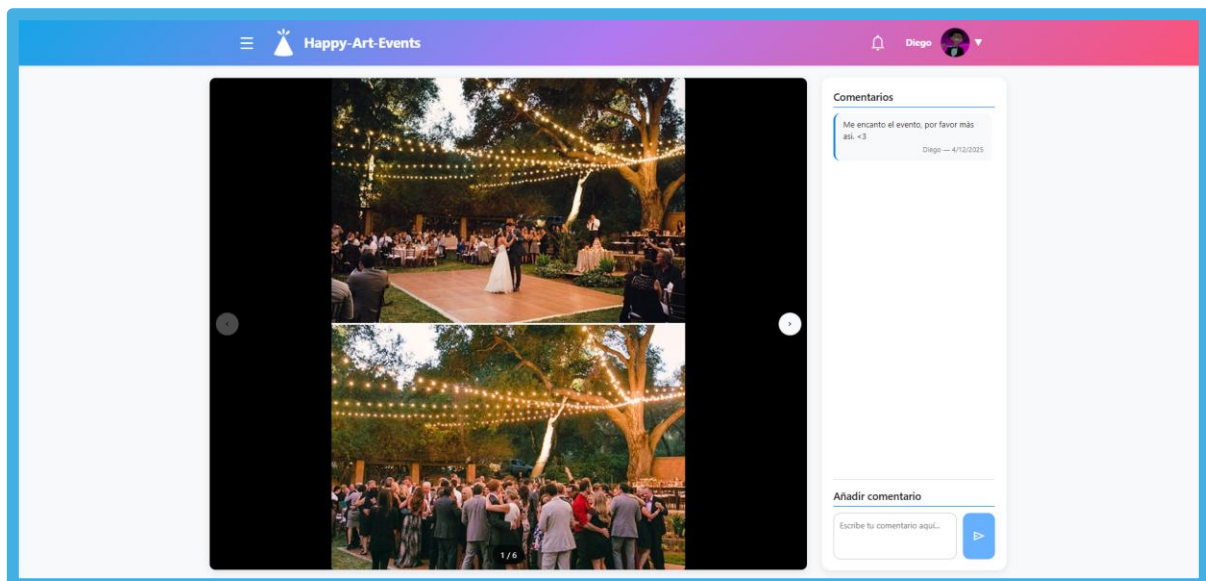 Happy-Art-Events
Diego
Comentarios
Me encanto el evento, por favor más
asi. <3
Diego — 4/12/2025
1 / 6
Añadir comentario
Escribe tu comentario aquí...